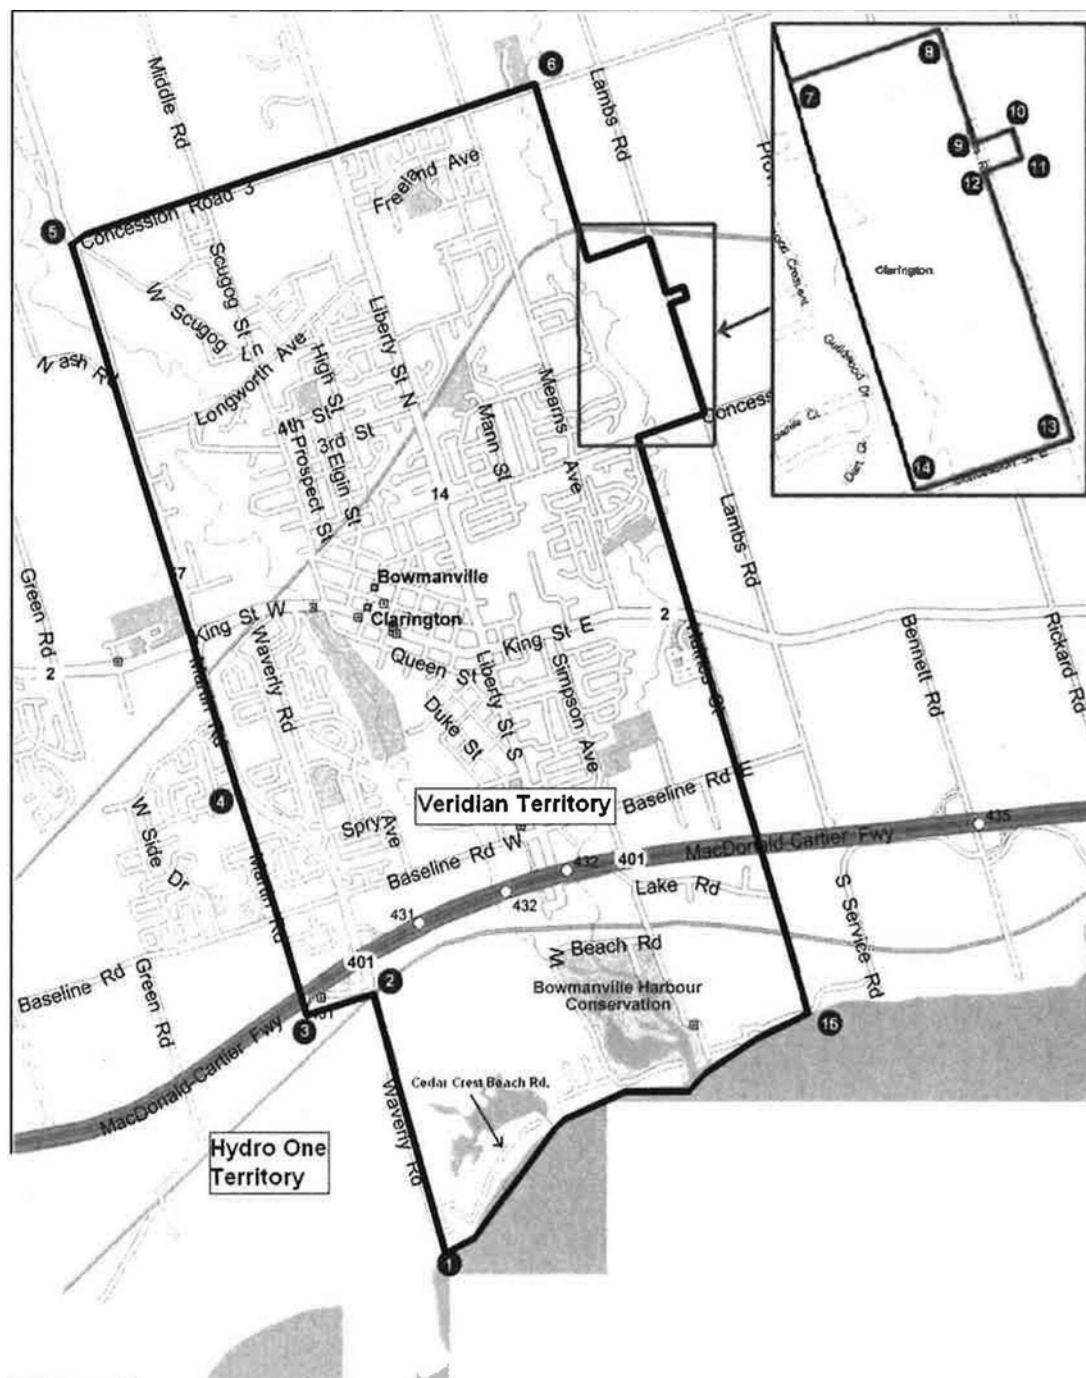 6
Middle Rd
Lambs Rd
8
7
10
9
11
12
5
Concession Road 3
Freeland Ave
Clarington
Guildwood Dr
W Scugog Ln
Scugog St
Nash Rd
Longworth Ave
High St
Liberty St N
4th St
3rd St
Prospect St
Elgin St
Mann St
Mearns Ave
13
14
14
Lambs Rd
57
Bowmanville
Clarington
King St W
King St E
2
Green Rd
2
Martin Rd
Waverly Rd
Queen St
Liberty St S
Simpson Ave
Duke St
Bennett Rd
Rickard Rd
4
Veridian Territory
Baseline Rd E
W Side Dr
Spry Ave
Baseline Rd W
MacDonald-Cartier Fwy
435
401
432
432
431
Lake Rd
S Service Rd
Martin Rd
Baseline Rd
Green Rd
401
2
3
W Beach Rd
Bowmanville Harbour
Conservation
15
MacDonald-Cartier Fwy
Cedar Crest Beach Rd.
Waverly Rd
Hydro One
Territory
1